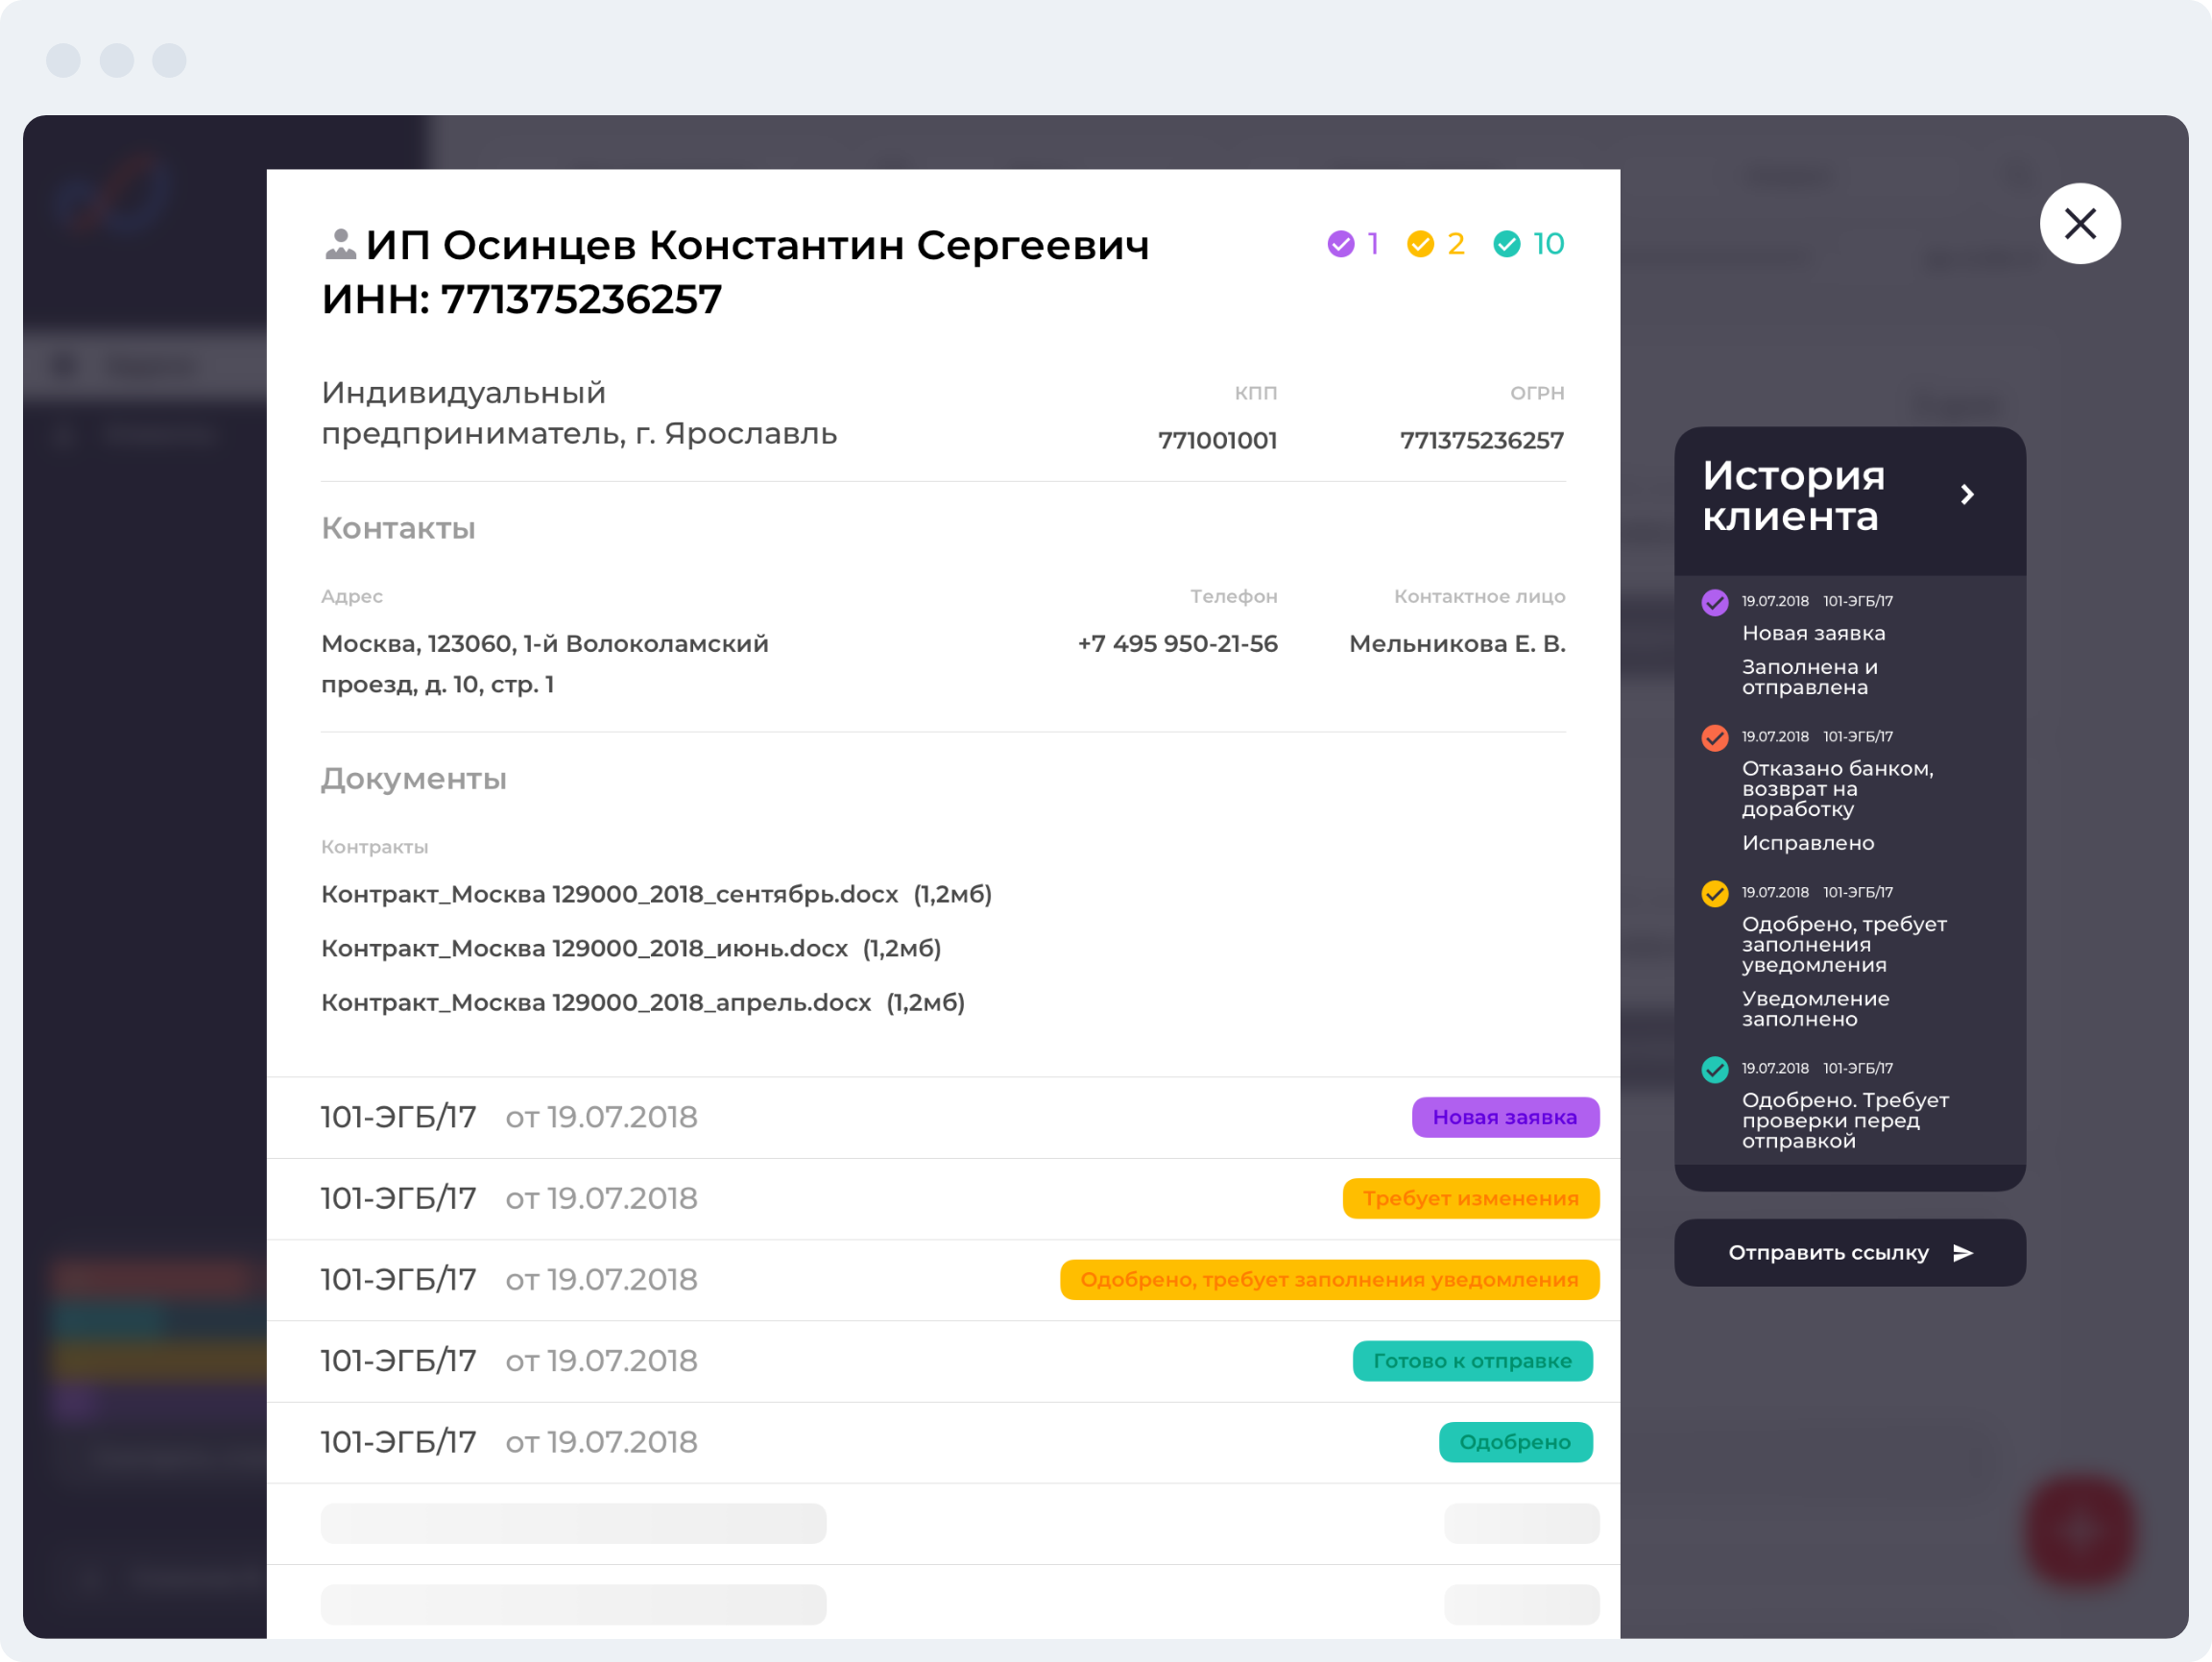 ИП Осинцев Константин Сергеевич
ИНН: 771375236257
1 2 10
Индивидуальный
предприниматель, г. Ярославль
КПП
771001001
ОГРН
771375236257
Контакты
Адрес
Москва, 123060, 1-й Волоколамский
проезд, д. 10, стр. 1
Телефон
+7 495 950-21-56
Контактное лицо
Мельникова Е. В.
Документы
Контракты
Контракт_Москва 129000_2018_сентябрь.docx (1,2мб)
Контракт_Москва 129000_2018_июнь.docx (1,2мб)
Контракт_Москва 129000_2018_апрель.docx (1,2мб)
101-ЭГБ/17 от 19.07.2018 Новая заявка
101-ЭГБ/17 от 19.07.2018 Требует изменения
101-ЭГБ/17 от 19.07.2018 Одобрено, требует заполнения уведомления
101-ЭГБ/17 от 19.07.2018 Готово к отправке
101-ЭГБ/17 от 19.07.2018 Одобрено
История
клиента
19.07.2018 101-ЭГБ/17
Новая заявка
Заполнена и
отправлена
19.07.2018 101-ЭГБ/17
Отказано банком,
возврат на
доработку
Исправлено
19.07.2018 101-ЭГБ/17
Одобрено, требует
заполнения
уведомления
Уведомление
заполнено
19.07.2018 101-ЭГБ/17
Одобрено. Требует
проверки перед
отправкой
Отправить ссылку